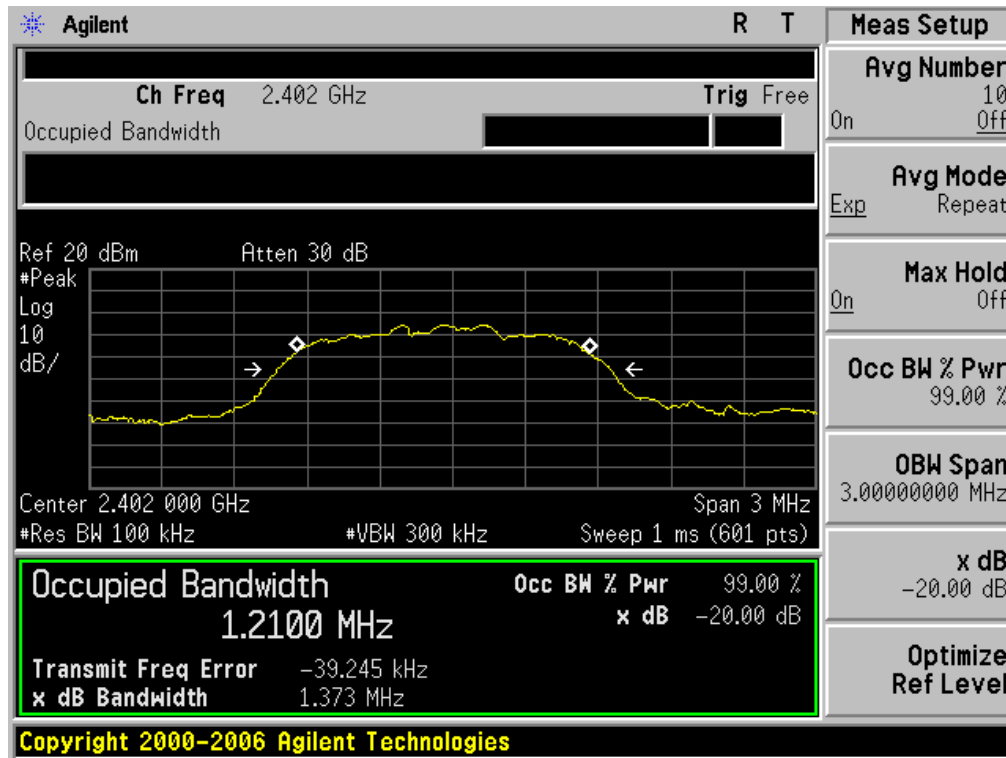 Agilent R T
Ch Freq 2.402 GHz Trig Free
Occupied Bandwidth
Ref 20 dBm Atten 30 dB
#Peak
Log
10
dB/
Center 2.402 000 GHz Span 3 MHz
#Res BW 100 kHz #VBW 300 kHz Sweep 1 ms (601 pts)
Occupied Bandwidth
1.2100 MHz
Occ BW % Pwr 99.00 %
x dB -20.00 dB
Transmit Freq Error -39.245 kHz
x dB Bandwidth 1.373 MHz
Copyright 2000-2006 Agilent Technologies
Meas Setup
Avg Number
10
On Off
Avg Mode
Exp Repeat
Max Hold
On Off
Occ BW % Pwr
99.00 %
OBW Span
3.00000000 MHz
x dB
-20.00 dB
Optimize
Ref Level